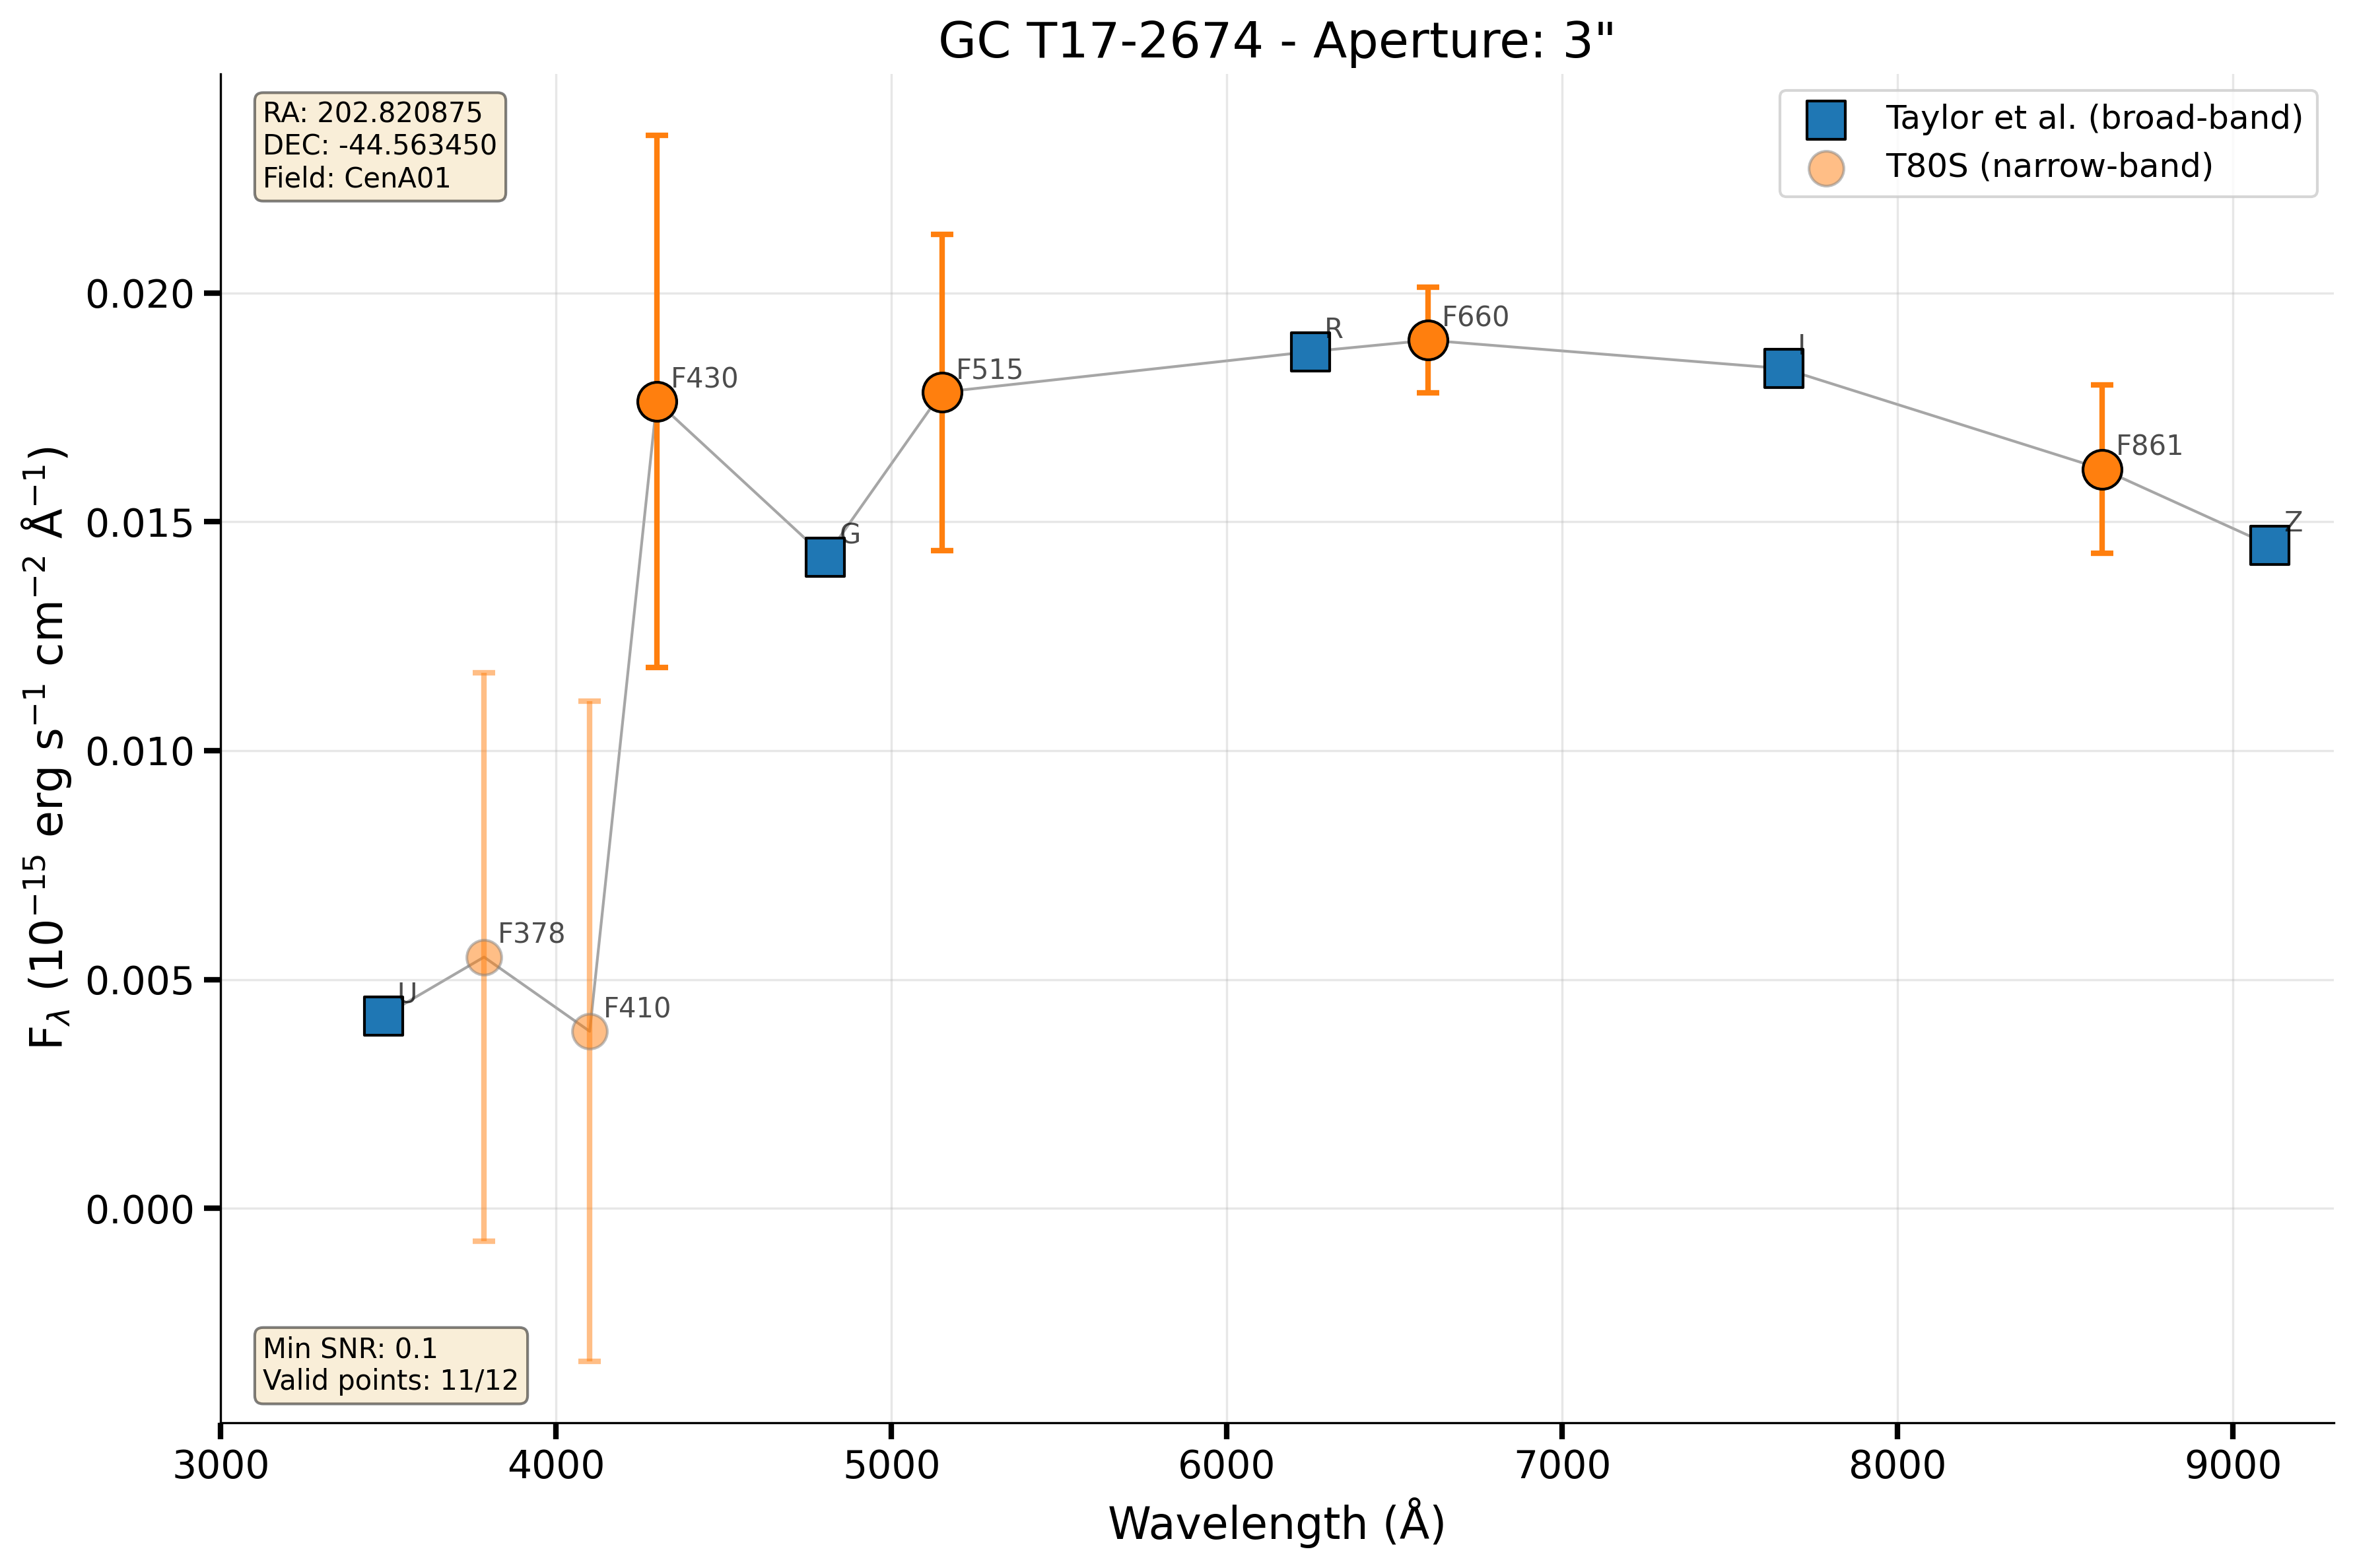 GC T17-2674 - Aperture: 3"
RA: 202.820875
DEC: -44.563450
Field: CenA01
Taylor et al. (broad-band)
T80S (narrow-band)
F430
F515
R
F660
I
F861
G
Z
F378
U
F410
0.020
0.015
0.010
0.005
0.000
F_λ (10⁻¹⁵ erg s⁻¹ cm⁻² Å⁻¹)
Min SNR: 0.1
Valid points: 11/12
3000 4000 5000 6000 7000 8000 9000
Wavelength (Å)